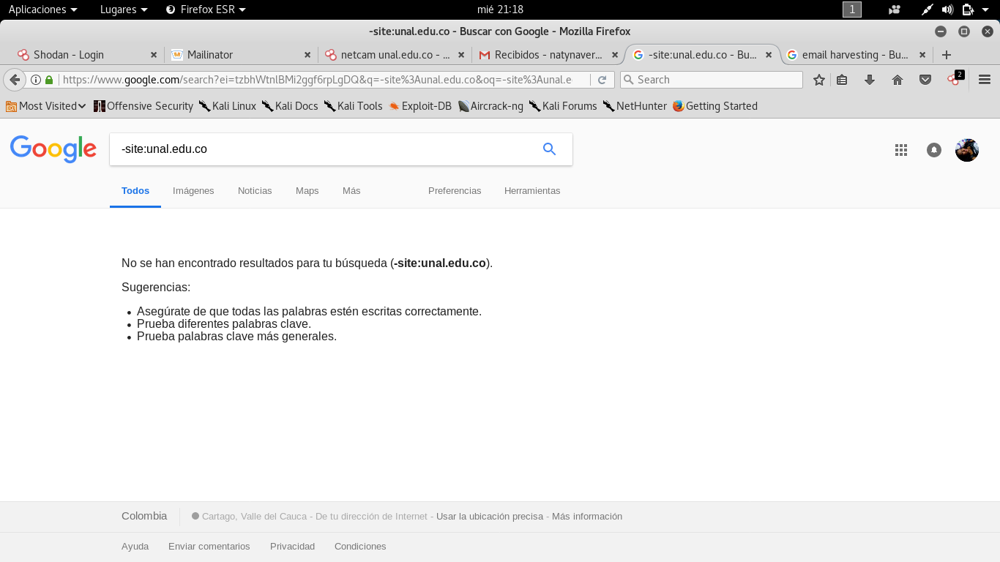 Aplicaciones Lugares Firefox ESR mié 21:18 1
-site:unal.edu.co - Buscar con Google - Mozilla Firefox
Shodan - Login Mailinator netcam unal.edu.co - ... Recibidos - natynaver... -site:unal.edu.co - Bu... email harvesting - Bu...
https://www.google.com/search?ei=tzbhWtnlBMi2ggf6rpLgDQ&q=-site%3Aunal.edu.co&oq=-site%3Aunal.e Search 2
Most Visited Offensive Security Kali Linux Kali Docs Kali Tools Exploit-DB Aircrack-ng Kali Forums NetHunter Getting Started
Google -site:unal.edu.co
Todos Imágenes Noticias Maps Más Preferencias Herramientas
No se han encontrado resultados para tu búsqueda (-site:unal.edu.co).
Sugerencias:
Asegúrate de que todas las palabras estén escritas correctamente.
Prueba diferentes palabras clave.
Prueba palabras clave más generales.
Colombia Cartago, Valle del Cauca - De tu dirección de Internet - Usar la ubicación precisa - Más información
Ayuda Enviar comentarios Privacidad Condiciones